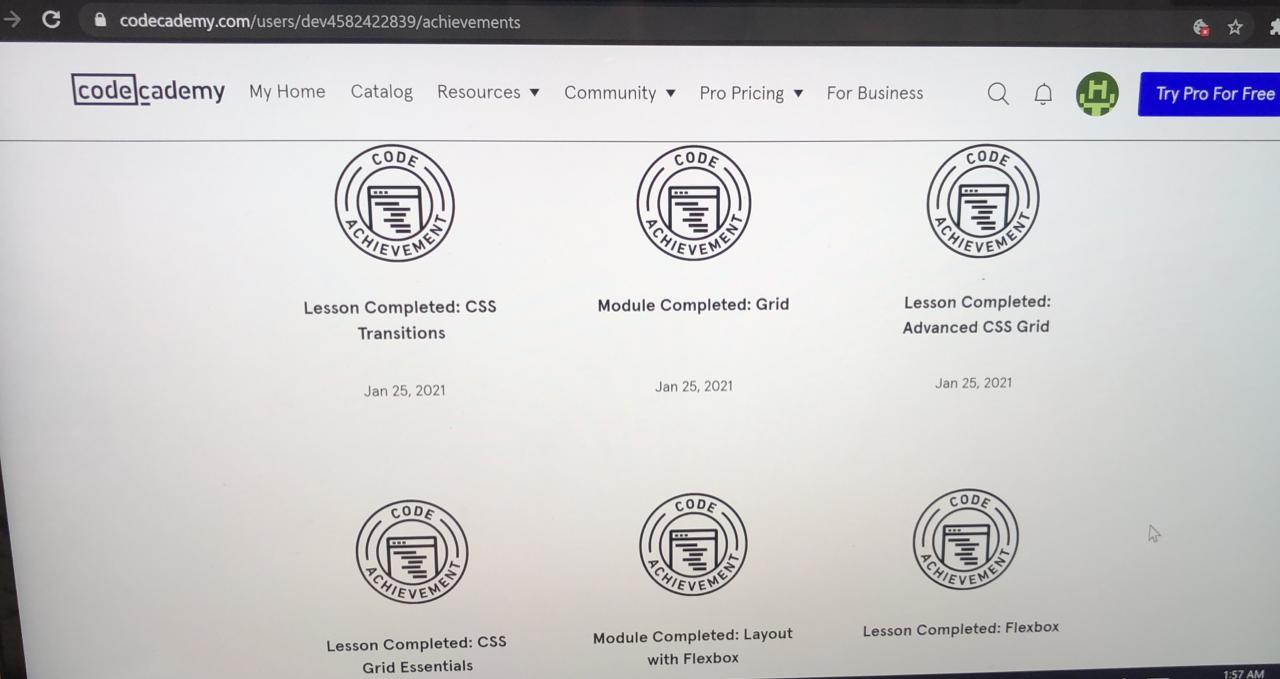 codecademy.com/users/dev4582422839/achievements
codecademy My Home Catalog Resources Community Pro Pricing For Business Try Pro For Free
CODE ACHIEVEMENT CODE ACHIEVEMENT CODE ACHIEVEMENT
Lesson Completed: CSS
Transitions
Jan 25, 2021
Module Completed: Grid
Jan 25, 2021
Lesson Completed:
Advanced CSS Grid
Jan 25, 2021
CODE ACHIEVEMENT CODE ACHIEVEMENT CODE ACHIEVEMENT
Lesson Completed: CSS
Grid Essentials
Module Completed: Layout
with Flexbox
Lesson Completed: Flexbox
1:57 AM